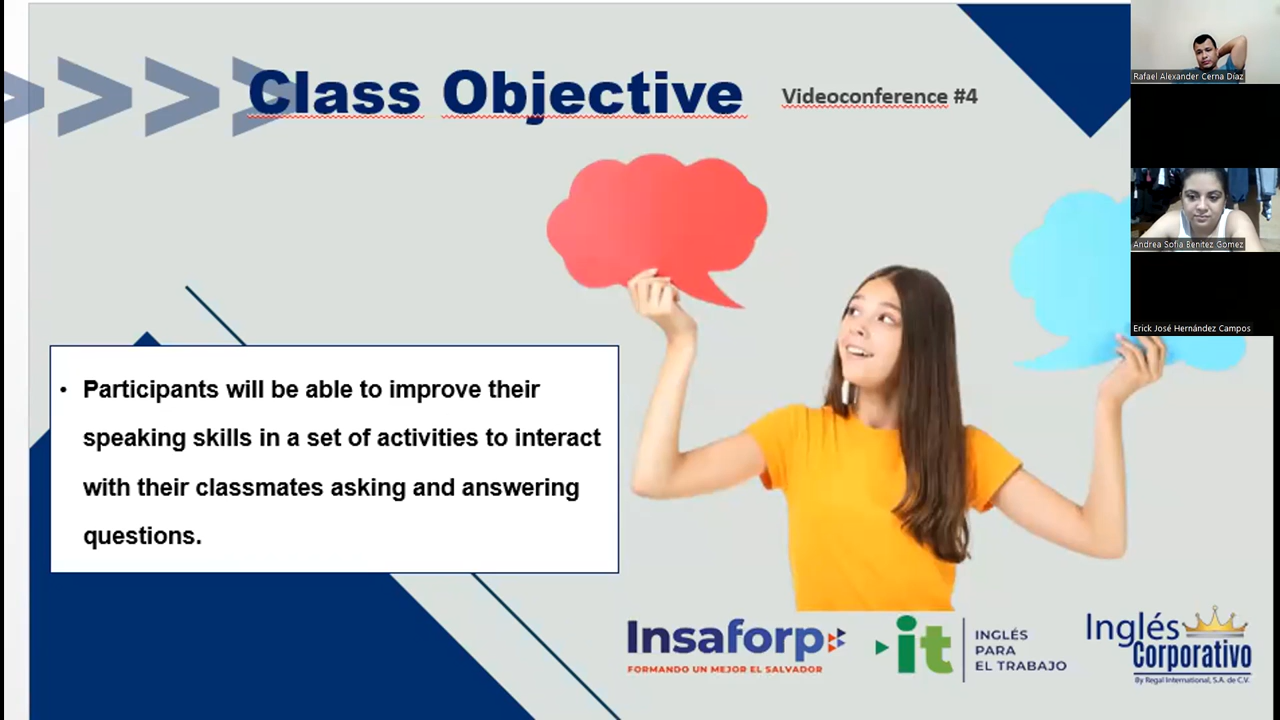 Class Objective
Videoconference #4
Rafael Alexander Cerna Díaz
Andrea Sofia Benitez Gomez
Erick José Hernández Campos
• Participants will be able to improve their
speaking skills in a set of activities to interact
with their classmates asking and answering
questions.
Insaforp
FORMANDO UN MEJOR EL SALVADOR
it
INGLÉS
PARA
EL TRABAJO
Inglés
Corporativo
By Regal International, S.A. de C.V.